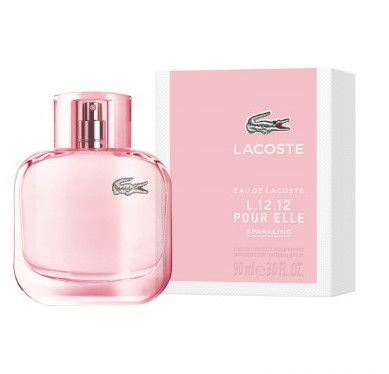 LACOSTE
EAU DE LACOSTE
L.12.12
POUR ELLE
SPARKLING
90 ml e 3.0 FL. OZ.